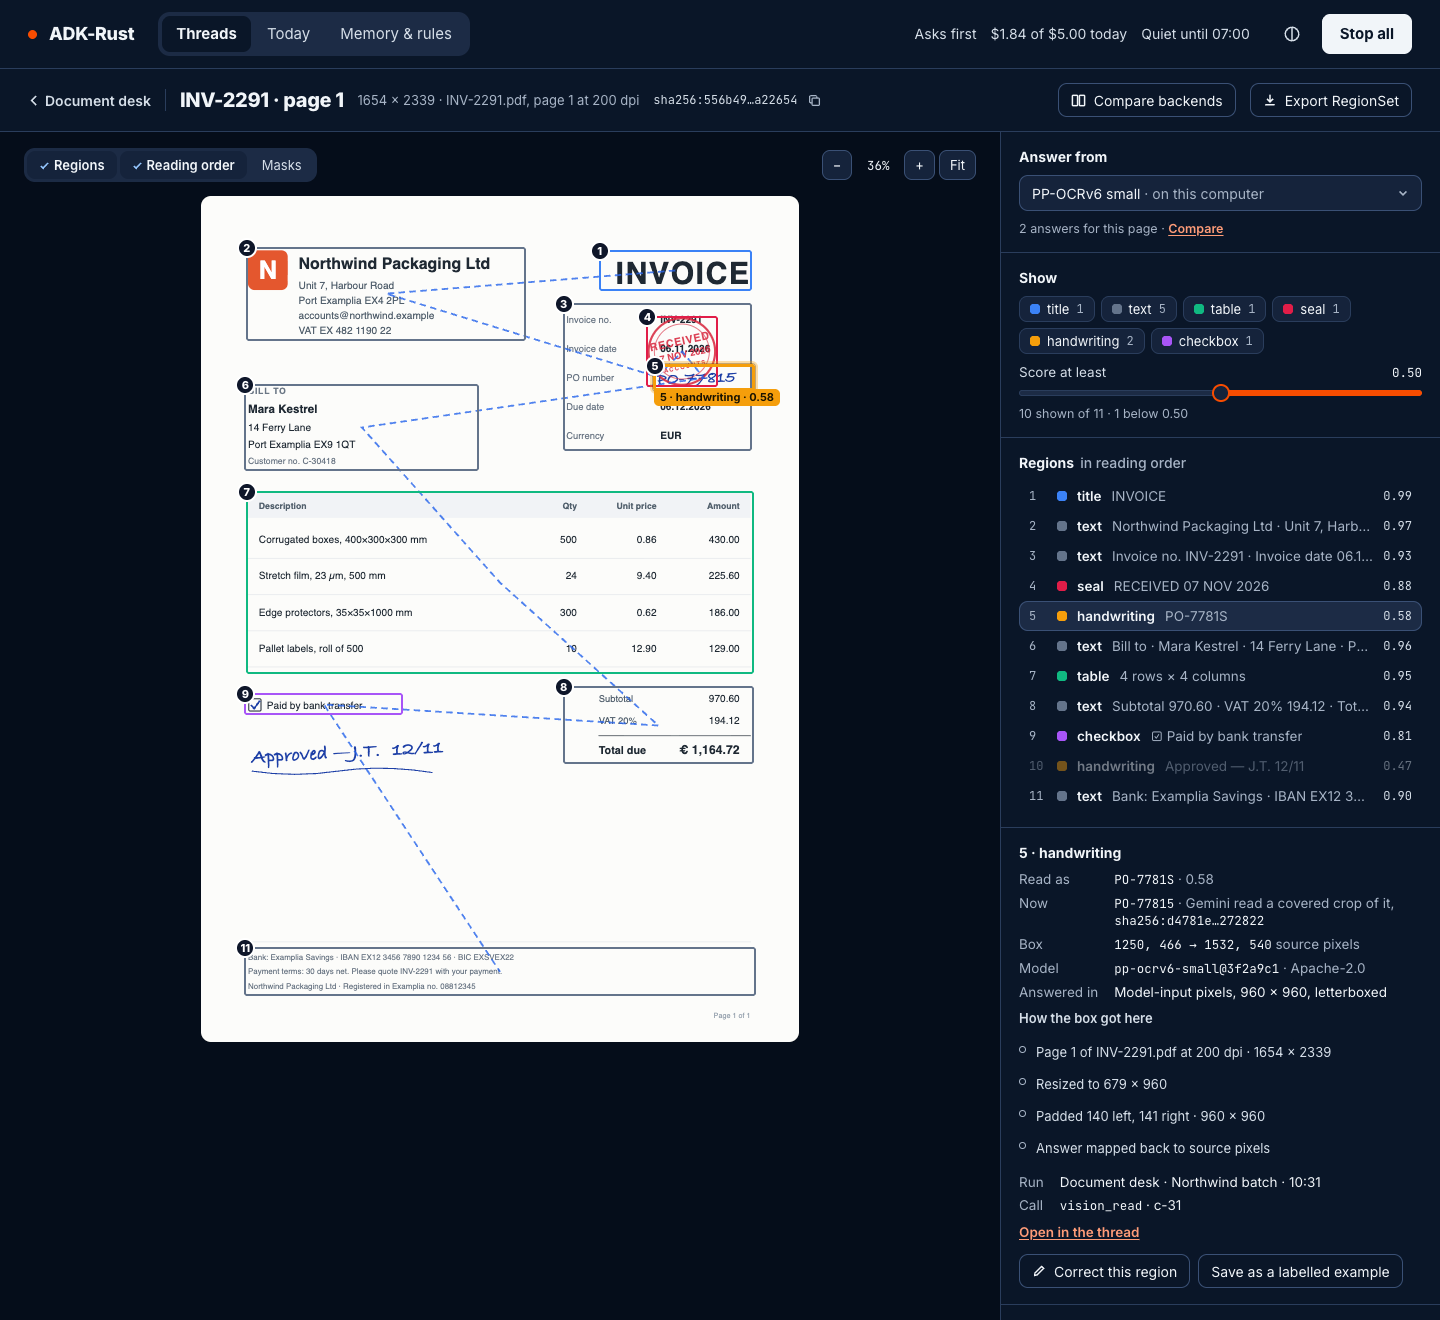 ADK-Rust
Threads
Today
Memory & rules
Asks first
$1.84 of $5.00 today
Quiet until 07:00
Stop all
Document desk
INV-2291 · page 1
1654 × 2339 · INV-2291.pdf, page 1 at 200 dpi
sha256:556b49…a22654
Compare backends
Export RegionSet
Regions
Reading order
Masks
−
36%
+
Fit
2
N
Northwind Packaging Ltd
Unit 7, Harbour Road
Port Examplia EX4 2PL
accounts@northwind.example
VAT EX 482 1190 22
1
INVOICE
3
Invoice no.
INV-2291
4
RECEIVED
Invoice date
06.11.2026
5
PO number
PO-77815
5 · handwriting · 0.58
Due date
06.12.2026
Currency
EUR
6
BILL TO
Mara Kestrel
14 Ferry Lane
Port Examplia EX9 1QT
Customer no. C-30418
7
Description Qty Unit price Amount
Corrugated boxes, 400×300×300 mm 500 0.86 430.00
Stretch film, 23 µm, 500 mm 24 9.40 225.60
Edge protectors, 35×35×1000 mm 300 0.62 186.00
Pallet labels, roll of 500 10 12.90 129.00
8
Subtotal 970.60
VAT 20% 194.12
Total due € 1,164.72
9
Paid by bank transfer
Approved — J.T. 12/11
11
Bank: Examplia Savings · IBAN EX12 3456 7890 1234 56 · BIC EXSVEX22
Payment terms: 30 days net. Please quote INV-2291 with your payment.
Northwind Packaging Ltd · Registered in Examplia no. 08812345
Page 1 of 1
Answer from
PP-OCRv6 small · on this computer
2 answers for this page · Compare
Show
title 1
text 5
table 1
seal 1
handwriting 2
checkbox 1
Score at least 0.50
10 shown of 11 · 1 below 0.50
Regions in reading order
1 title INVOICE 0.99
2 text Northwind Packaging Ltd · Unit 7, Harb… 0.97
3 text Invoice no. INV-2291 · Invoice date 06.1… 0.93
4 seal RECEIVED 07 NOV 2026 0.88
5 handwriting PO-7781S 0.58
6 text Bill to · Mara Kestrel · 14 Ferry Lane · P… 0.96
7 table 4 rows × 4 columns 0.95
8 text Subtotal 970.60 · VAT 20% 194.12 · Tot… 0.94
9 checkbox ☑ Paid by bank transfer 0.81
10 handwriting Approved — J.T. 12/11 0.47
11 text Bank: Examplia Savings · IBAN EX12 3… 0.90
5 · handwriting
Read as PO-7781S · 0.58
Now PO-77815 · Gemini read a covered crop of it,
sha256:d4781e…272822
Box 1250, 466 → 1532, 540 source pixels
Model pp-ocrv6-small@3f2a9c1 · Apache-2.0
Answered in Model-input pixels, 960 × 960, letterboxed
How the box got here
Page 1 of INV-2291.pdf at 200 dpi · 1654 × 2339
Resized to 679 × 960
Padded 140 left, 141 right · 960 × 960
Answer mapped back to source pixels
Run Document desk · Northwind batch · 10:31
Call vision_read · c-31
Open in the thread
Correct this region
Save as a labelled example